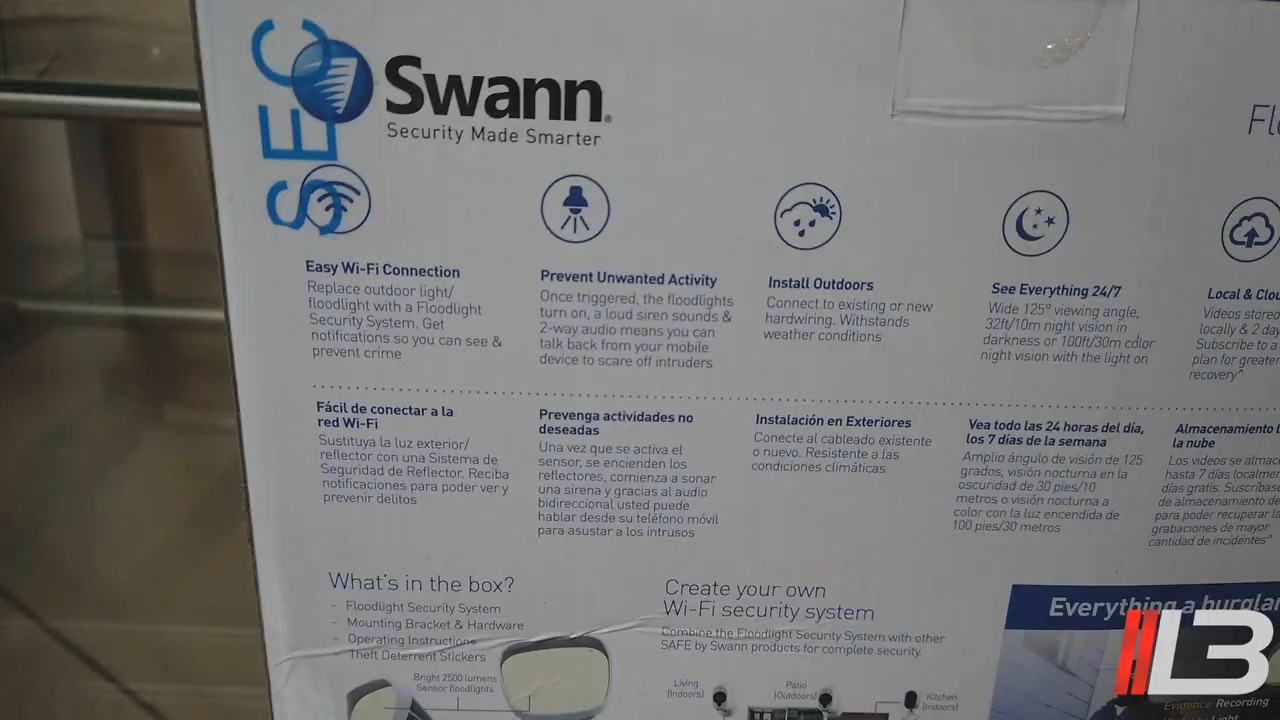 SEC
Swann®
Security Made Smarter
Easy Wi-Fi Connection
Replace outdoor light/
floodlight with a Floodlight
Security System. Get
notifications so you can see &
prevent crime
Prevent Unwanted Activity
Once triggered, the floodlights
turn on, a loud siren sounds &
2-way audio means you can
talk back from your mobile
device to scare off intruders
Install Outdoors
Connect to existing or new
hardwiring. Withstands
weather conditions
See Everything 24/7
Wide 125° viewing angle,
32ft/10m night vision in
darkness or 100ft/30m color
night vision with the light on
Local & Clou
Videos stored
locally & 2 da
Subscribe to a
plan for greater
recovery^
Fácil de conectar a la
red Wi-Fi
Sustituya la luz exterior/
reflector con una Sistema de
Seguridad de Reflector. Reciba
notificaciones para poder ver y
prevenir delitos
Prevenga actividades no
deseadas
Una vez que se activa el
sensor, se encienden los
reflectores, comienza a sonar
una sirena y gracias al audio
bidireccional usted puede
hablar desde su teléfono móvil
para asustar a los intrusos
Instalación en Exteriores
Conecte al cableado existente
o nuevo. Resistente a las
condiciones climáticas
Vea todo las 24 horas del día,
los 7 días de la semana
Amplio ángulo de visión de 125
grados, visión nocturna en la
oscuridad de 30 pies/10
metros o visión nocturna a
color con la luz encendida de
100 pies/30 metros
Almacenamiento l
la nube
Los videos se almace
hasta 7 días localmen
días gratis. Suscríbase
de almacenamiento de
para poder recuperar la
grabaciones de mayor
cantidad de incidentes^
What's in the box?
- Floodlight Security System
- Mounting Bracket & Hardware
- Operating Instructions
- Theft Deterrent Stickers
Bright 2500 lumens
Sensor floodlights
Create your own
Wi-Fi security system
Combine the Floodlight Security System with other
SAFE by Swann products for complete security.
Living
(Indoors)
Patio
(Outdoors)
Kitchen
(Indoors)
Everything a burglar
Evidence Recording
LB